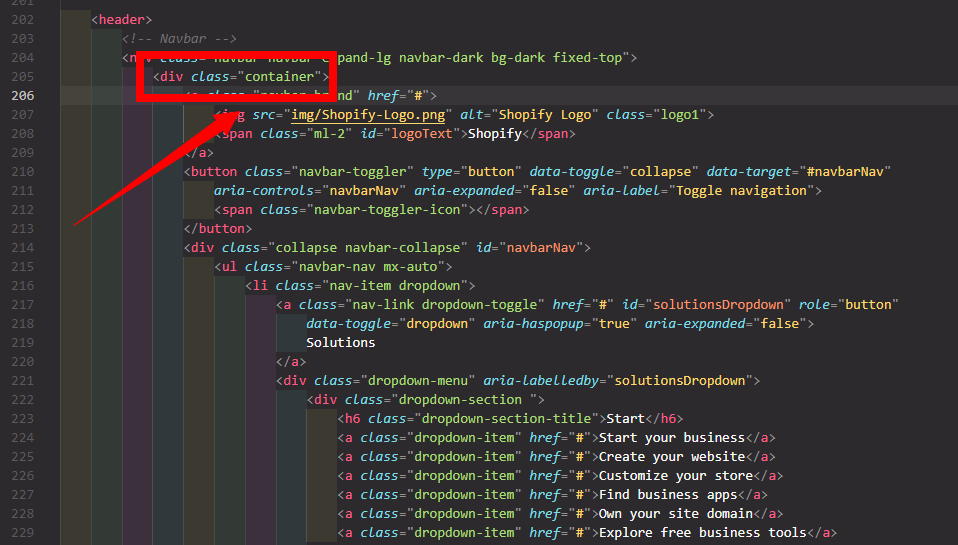 201
202 <header>
203 <!-- Navbar -->
204 class="navbar navbar-expand-lg navbar-dark bg-dark fixed-top">
205 <div class="container">
206 class="navbar-brand" href="#">
207 src="img/Shopify-Logo.png" alt="Shopify Logo" class="logo1">
208 <span class="ml-2" id="logoText">Shopify</span>
209 </a>
210 <button class="navbar-toggler" type="button" data-toggle="collapse" data-target="#navbarNav"
211 aria-controls="navbarNav" aria-expanded="false" aria-label="Toggle navigation">
212 <span class="navbar-toggler-icon"></span>
213 </button>
214 <div class="collapse navbar-collapse" id="navbarNav">
215 <ul class="navbar-nav mx-auto">
216 <li class="nav-item dropdown">
217 <a class="nav-link dropdown-toggle" href="#" id="solutionsDropdown" role="button"
218 data-toggle="dropdown" aria-haspopup="true" aria-expanded="false">
219 Solutions
220 </a>
221 <div class="dropdown-menu" aria-labelledby="solutionsDropdown">
222 <div class="dropdown-section ">
223 <h6 class="dropdown-section-title">Start</h6>
224 <a class="dropdown-item" href="#">Start your business</a>
225 <a class="dropdown-item" href="#">Create your website</a>
226 <a class="dropdown-item" href="#">Customize your store</a>
227 <a class="dropdown-item" href="#">Find business apps</a>
228 <a class="dropdown-item" href="#">Own your site domain</a>
229 <a class="dropdown-item" href="#">Explore free business tools</a>